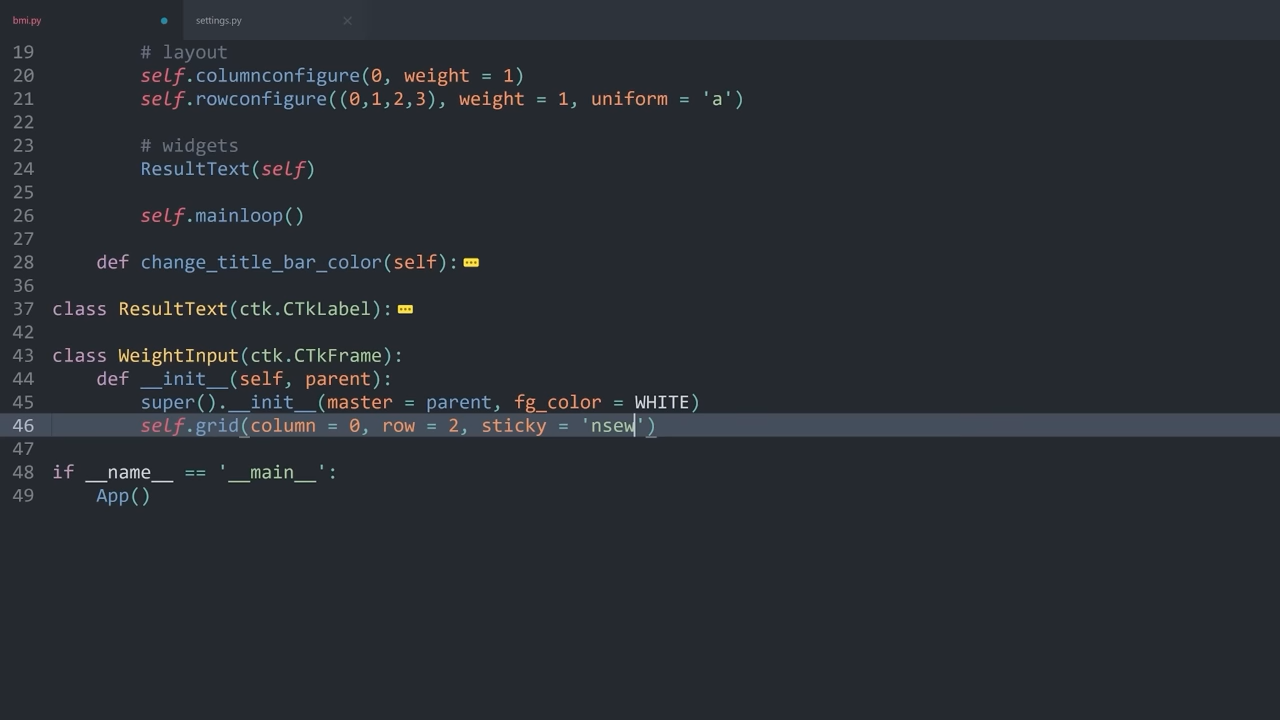 bmi.py
settings.py
19 # layout
20 self.columnconfigure(0, weight = 1)
21 self.rowconfigure((0,1,2,3), weight = 1, uniform = 'a')
22
23 # widgets
24 ResultText(self)
25
26 self.mainloop()
27
28 def change_title_bar_color(self):
36
37 class ResultText(ctk.CTkLabel):
42
43 class WeightInput(ctk.CTkFrame):
44 def __init__(self, parent):
45 super().__init__(master = parent, fg_color = WHITE)
46 self.grid(column = 0, row = 2, sticky = 'nsew')
47
48 if __name__ == '__main__':
49 App()